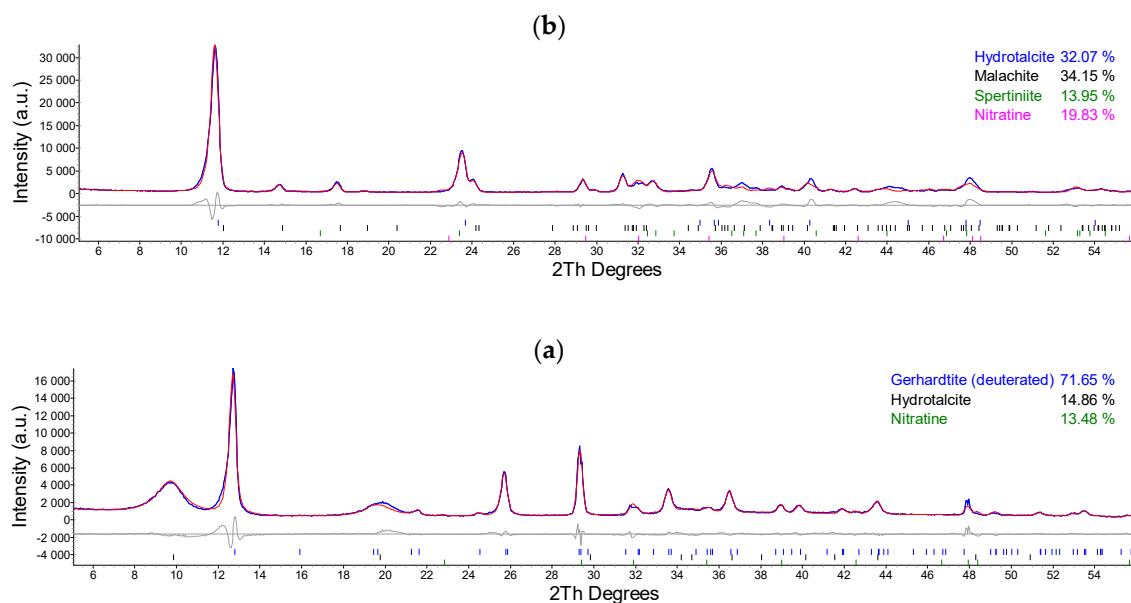 (b)
Intensity (a.u.)
30 000
25 000
20 000
15 000
10 000
5 000
0
-5 000
-10 000
Hydrotalcite 32.07 %
Malachite 34.15 %
Spertiniite 13.95 %
Nitratine 19.83 %
6 8 10 12 14 16 18 20 22 24 26 28 30 32 34 36 38 40 42 44 46 48 50 52 54
2Th Degrees
(a)
Intensity (a.u.)
16 000
14 000
12 000
10 000
8 000
6 000
4 000
2 000
0
-2 000
-4 000
Gerhardtite (deuterated) 71.65 %
Hydrotalcite 14.86 %
Nitratine 13.48 %
6 8 10 12 14 16 18 20 22 24 26 28 30 32 34 36 38 40 42 44 46 48 50 52 54
2Th Degrees